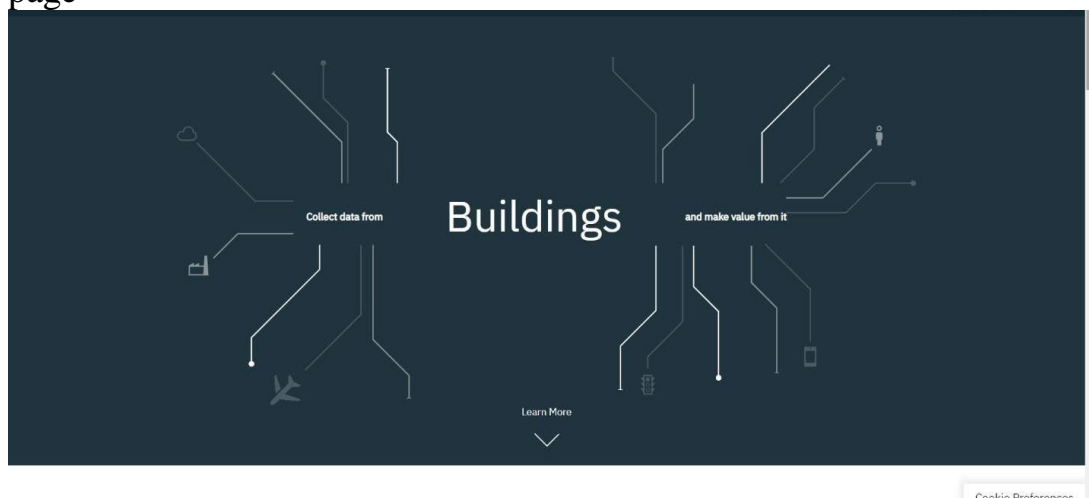 page
Collect data from Buildings and make value from it
Learn More
Cookie Preferences